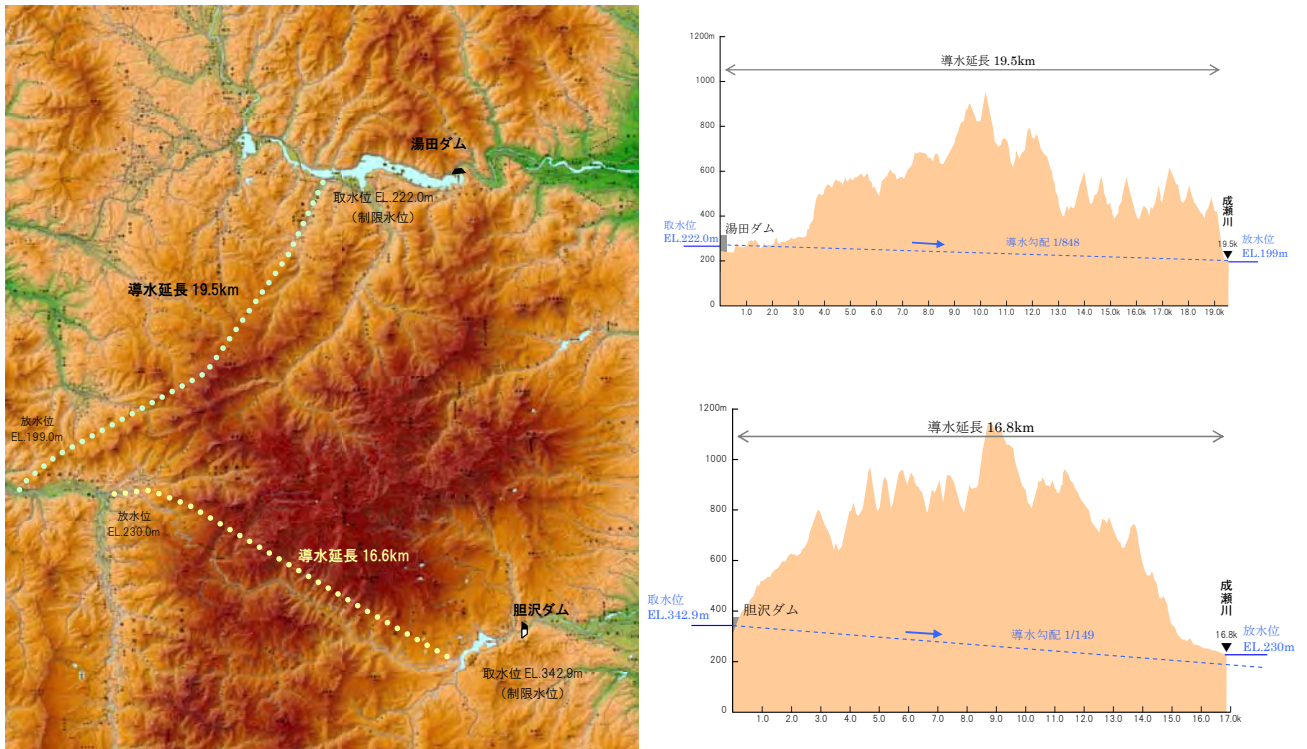 湯田ダム
取水位 EL.222.0m
（制限水位）
導水延長 19.5km
放水位
EL.199.0m
放水位
EL.230.0m
導水延長 16.6km
胆沢ダム
取水位 EL.342.9m
（制限水位）
1200m
1000
800
600
400
200
0
導水延長 19.5km
取水位
EL.222.0m
湯田ダム
導水勾配 1/848
成瀬川
19.5k
放水位
EL.199m
1.0 2.0 3.0 4.0 5.0 6.0 7.0 8.0 9.0 10.0 11.0 12.0 13.0 14.0 15.0 16.0 17.0 18.0 19.0k
1200m
1000
800
600
400
200
0
導水延長 16.8km
取水位
EL.342.9m
胆沢ダム
導水勾配 1/149
成瀬川
16.8k
放水位
EL.230m
1.0 2.0 3.0 4.0 5.0 6.0 7.0 8.0 9.0 10.0 11.0 12.0 13.0 14.0 15.0 16.0 17.0k